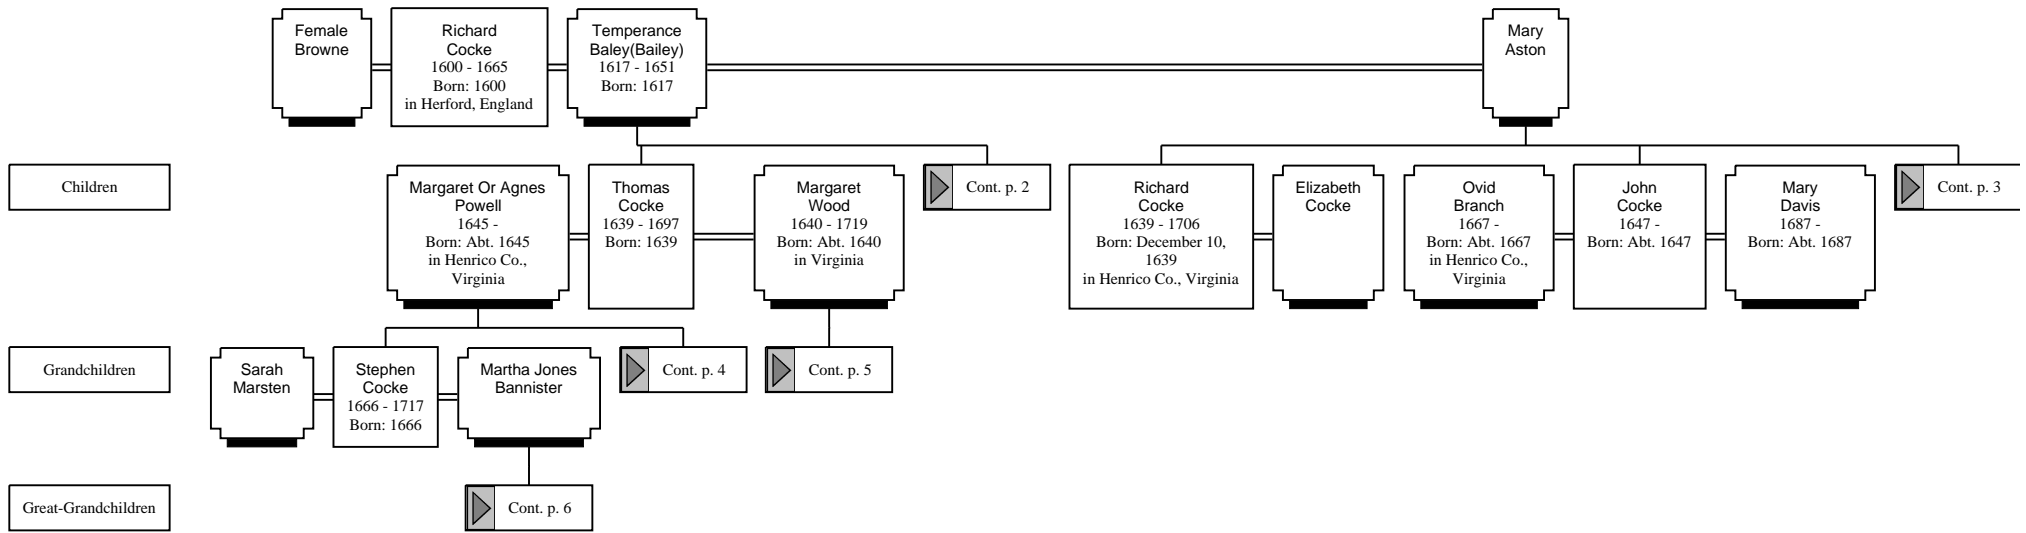 Female
Browne
Richard
Cocke
1600 - 1665
Born: 1600
in Herford, England
Temperance
Baley(Bailey)
1617 - 1651
Born: 1617
Mary
Aston
Children
Margaret Or Agnes
Powell
1645 -
Born: Abt. 1645
in Henrico Co.,
Virginia
Thomas
Cocke
1639 - 1697
Born: 1639
Margaret
Wood
1640 - 1719
Born: Abt. 1640
in Virginia
Cont. p. 2
Richard
Cocke
1639 - 1706
Born: December 10,
1639
in Henrico Co., Virginia
Elizabeth
Cocke
Ovid
Branch
1667 -
Born: Abt. 1667
in Henrico Co.,
Virginia
John
Cocke
1647 -
Born: Abt. 1647
Mary
Davis
1687 -
Born: Abt. 1687
Cont. p. 3
Grandchildren
Sarah
Marsten
Stephen
Cocke
1666 - 1717
Born: 1666
Martha Jones
Bannister
Cont. p. 4
Cont. p. 5
Great-Grandchildren
Cont. p. 6